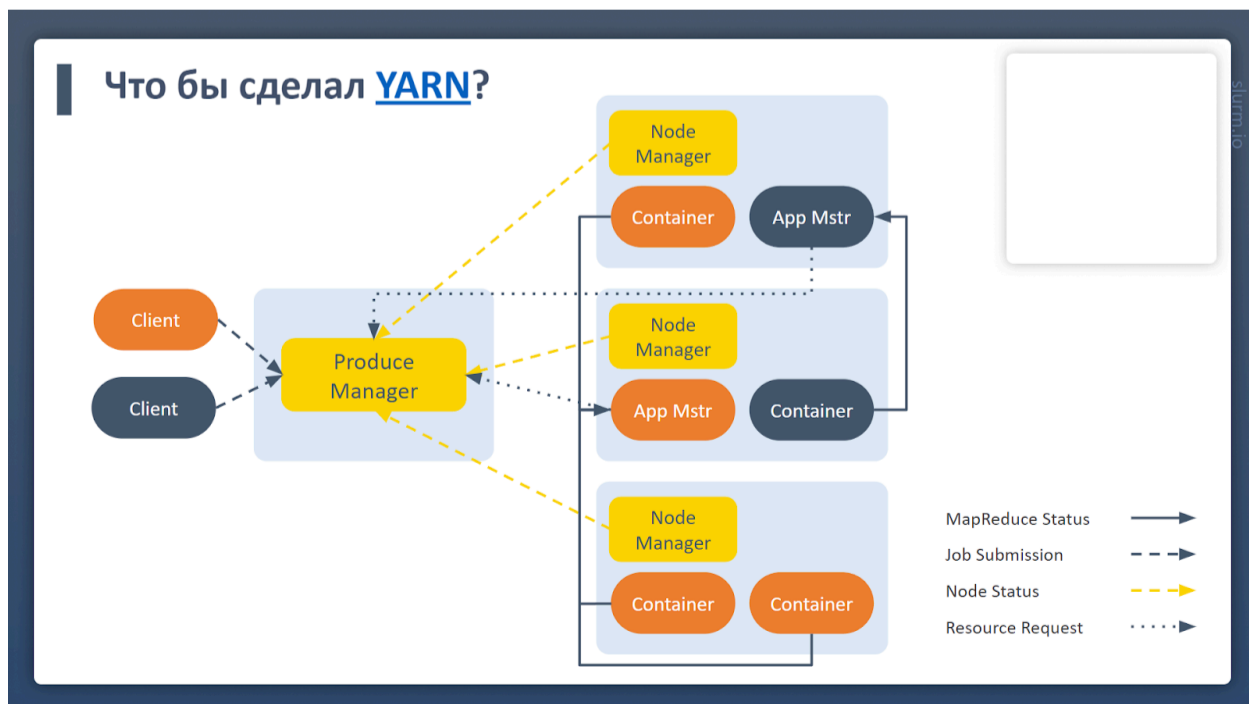 Что бы сделал YARN?
slurm.io
Node
Manager
Container
App Mstr
Client
Client
Produce
Manager
Node
Manager
App Mstr
Container
Node
Manager
Container
Container
MapReduce Status
Job Submission
Node Status
Resource Request